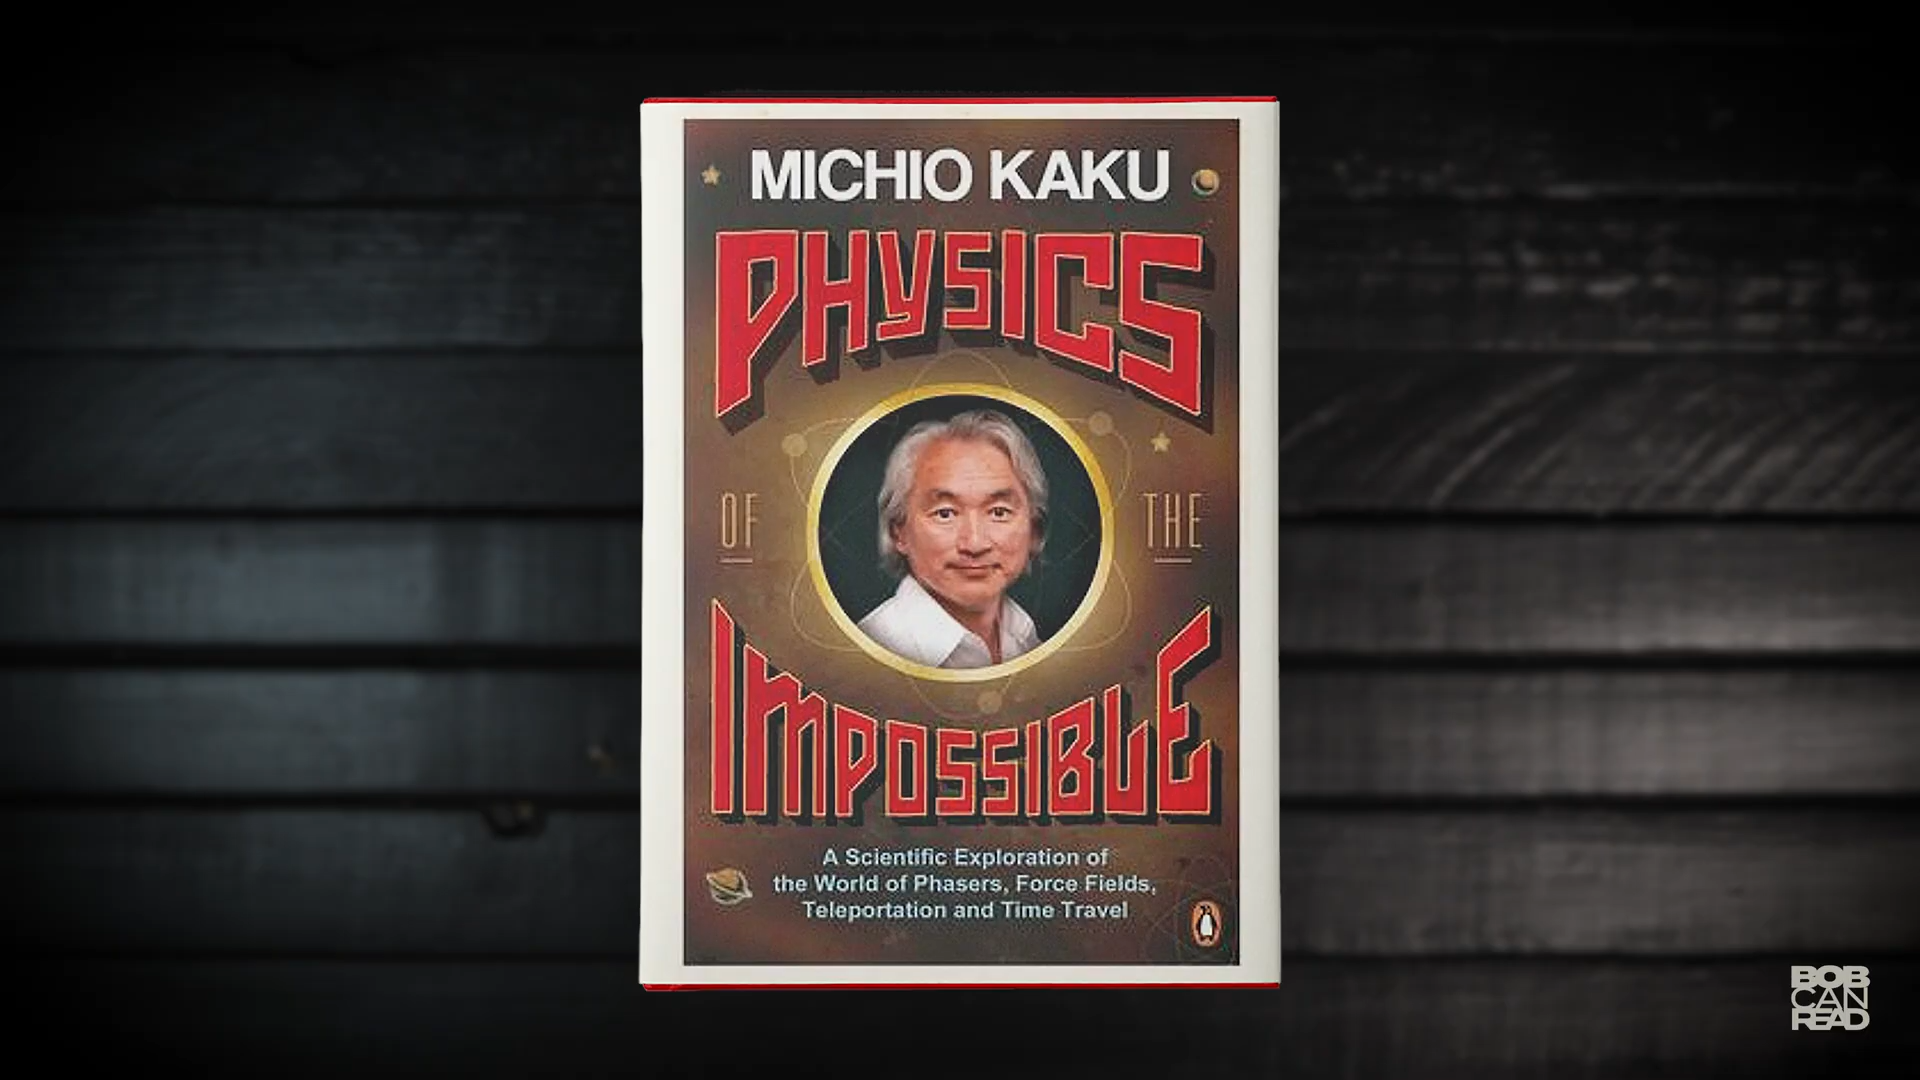 MICHIO KAKU
PHYSICS
OF THE
IMPOSSIBLE
A Scientific Exploration of
the World of Phasers, Force Fields,
Teleportation and Time Travel
BOB
CAN
READ